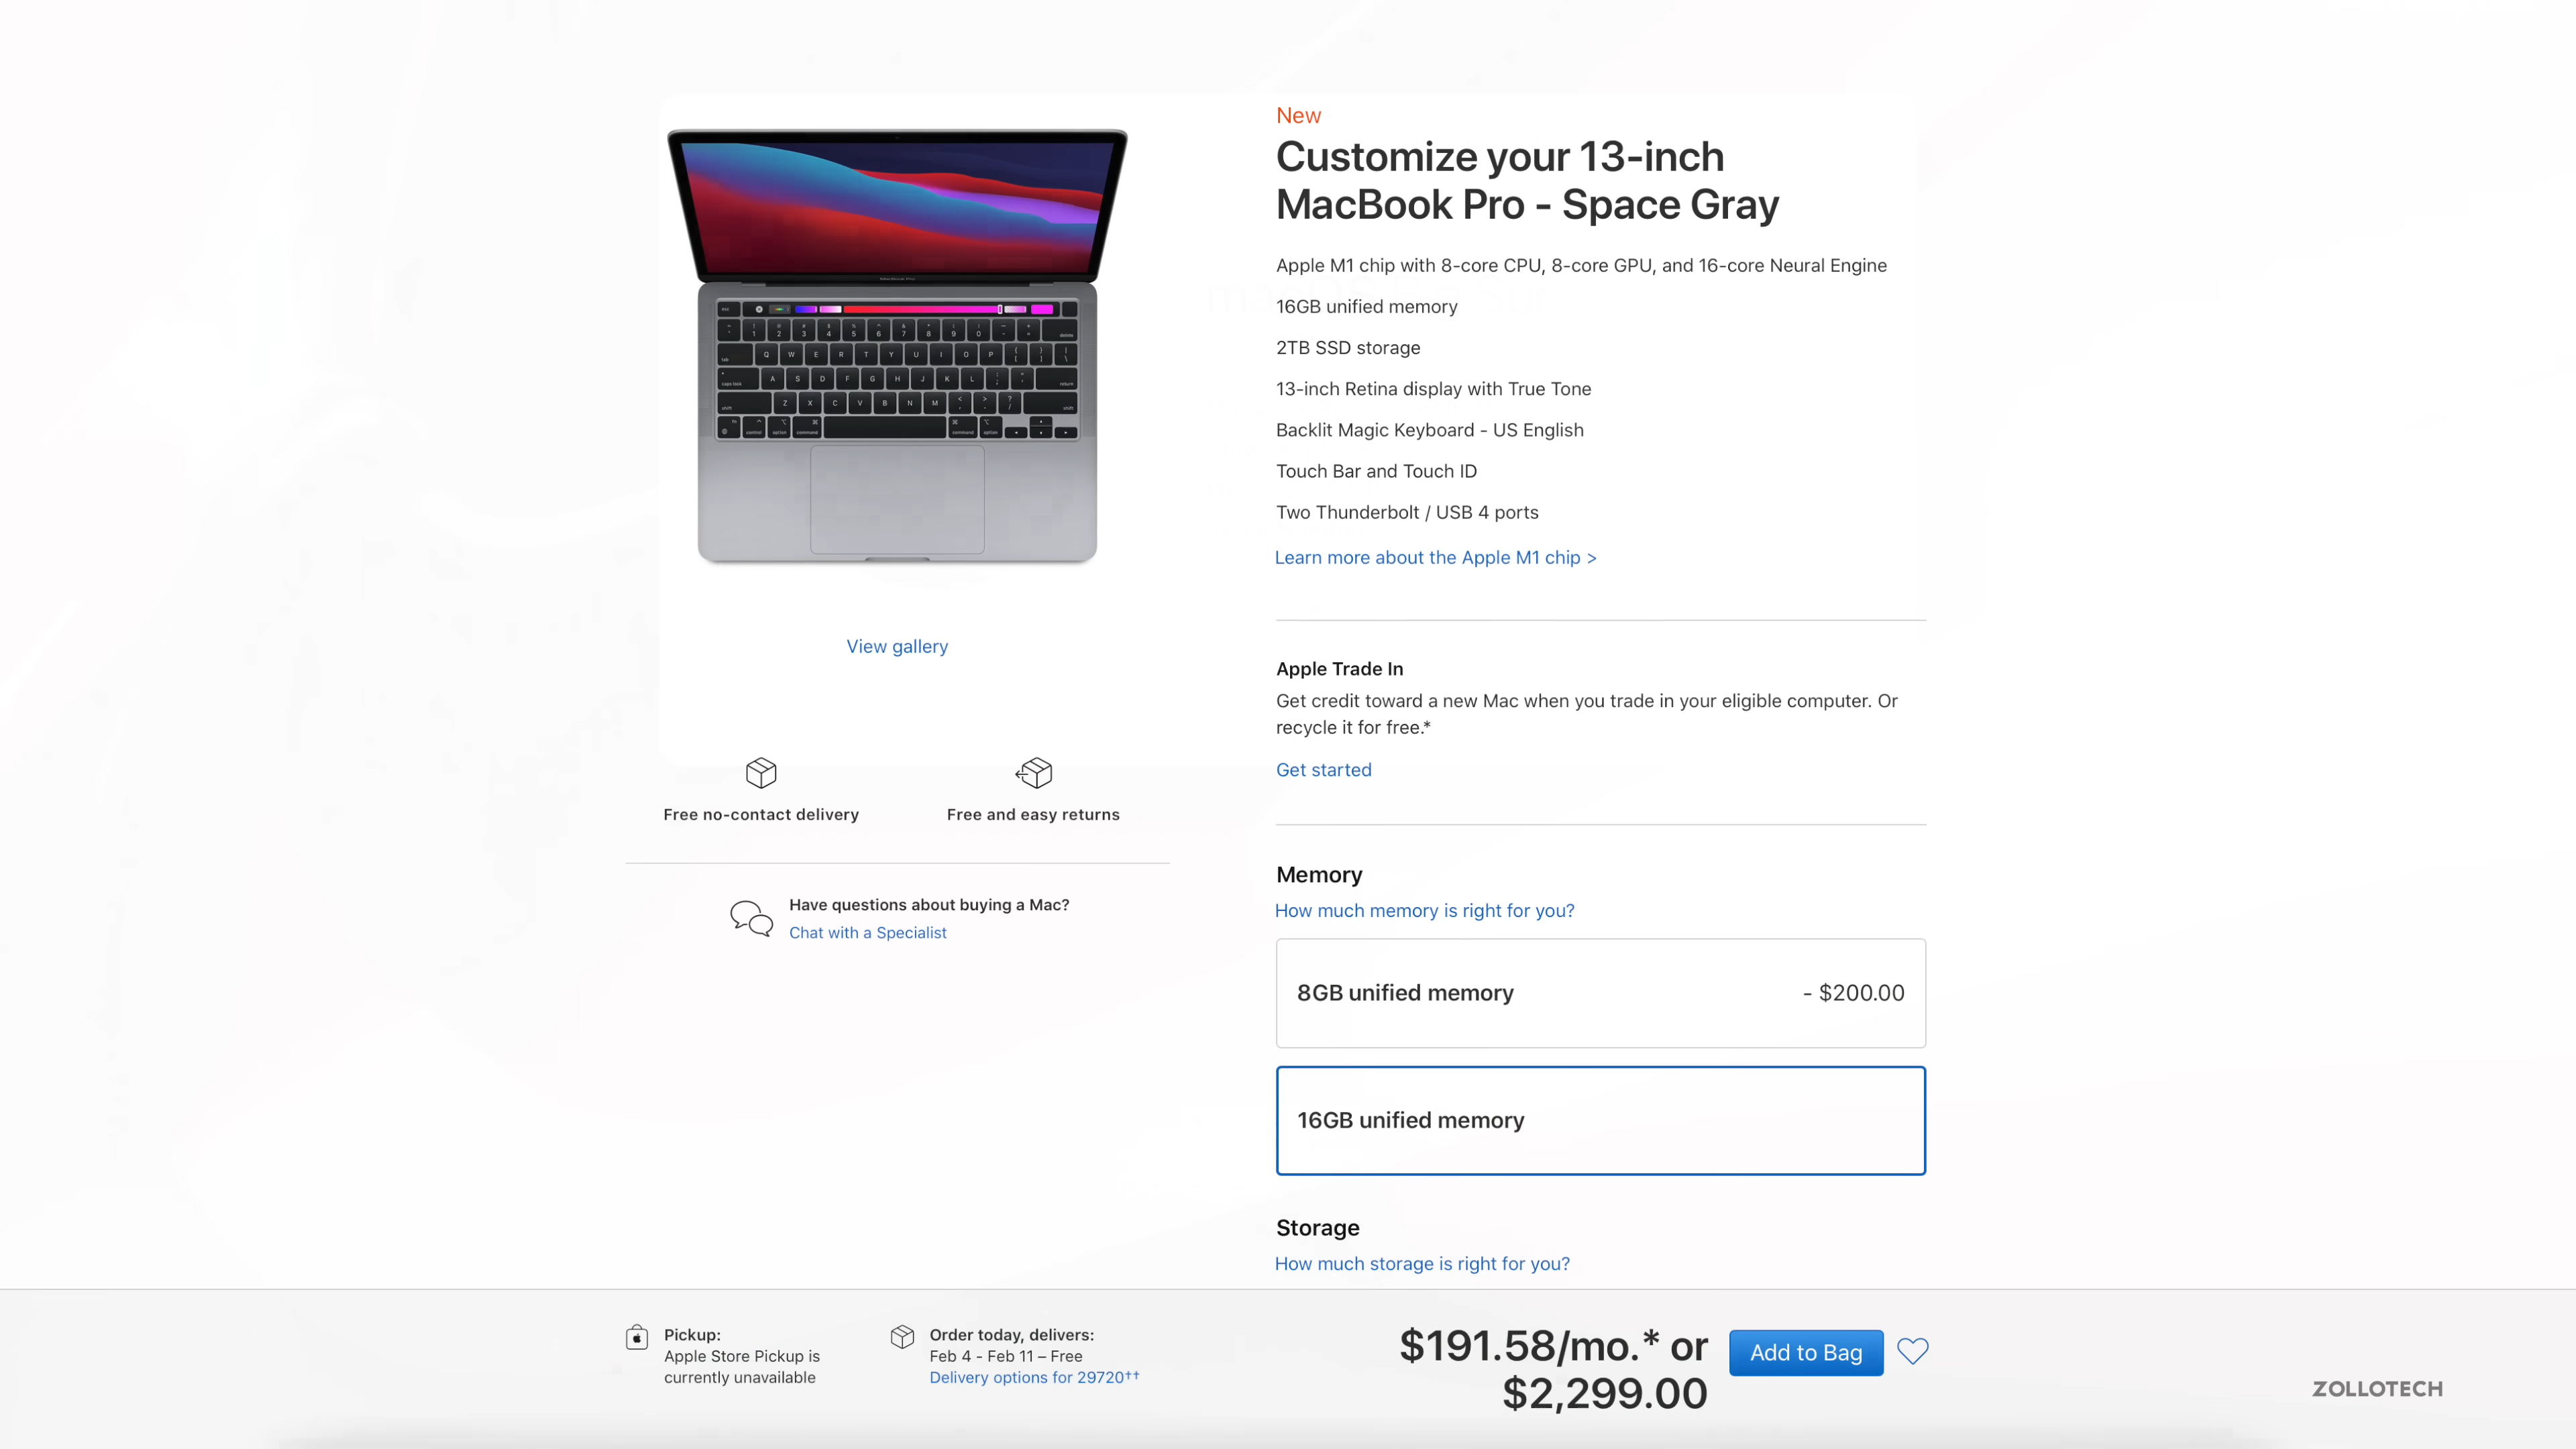 New
Customize your 13-inch
MacBook Pro - Space Gray
Apple M1 chip with 8-core CPU, 8-core GPU, and 16-core Neural Engine
16GB unified memory
2TB SSD storage
13-inch Retina display with True Tone
Backlit Magic Keyboard - US English
Touch Bar and Touch ID
Two Thunderbolt / USB 4 ports
Learn more about the Apple M1 chip >
View gallery
Apple Trade In
Get credit toward a new Mac when you trade in your eligible computer. Or
recycle it for free.*
Get started
Free no-contact delivery
Free and easy returns
Have questions about buying a Mac?
Chat with a Specialist
Memory
How much memory is right for you?
8GB unified memory - $200.00
16GB unified memory
Storage
How much storage is right for you?
Pickup:
Apple Store Pickup is
currently unavailable
Order today, delivers:
Feb 4 - Feb 11 – Free
Delivery options for 29720††
$191.58/mo.* or
$2,299.00
Add to Bag
ZOLLOTECH